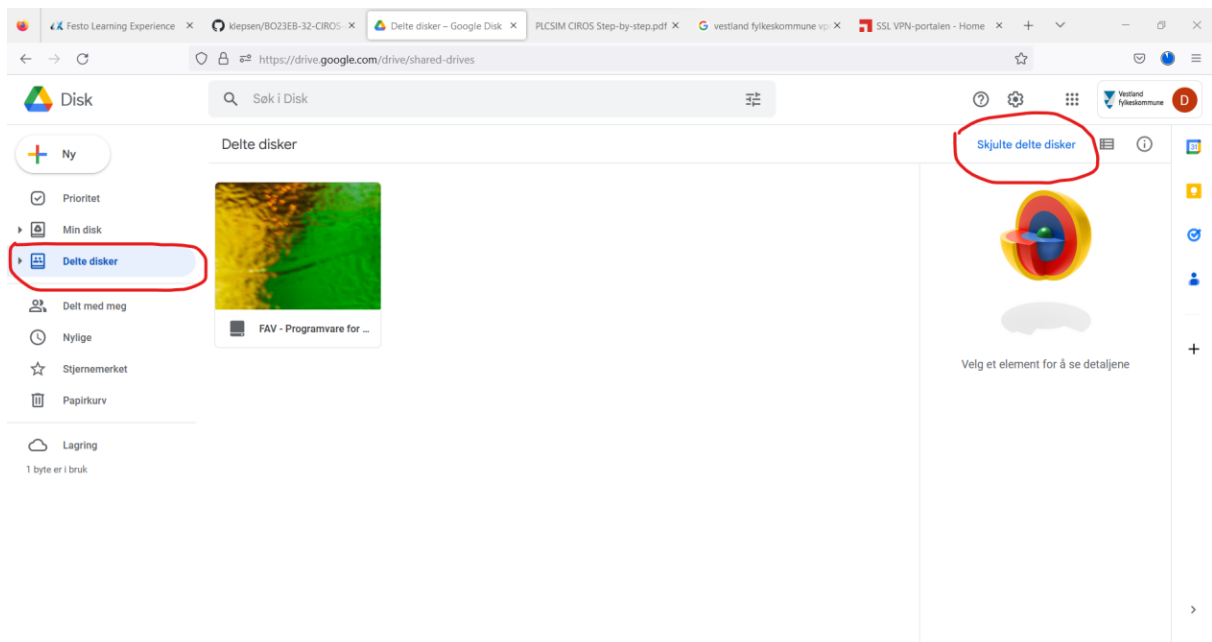 Festo Learning Experience
klepsen/BO23EB-32-CIROS-
Delte disker – Google Disk
PLCSIM CIROS Step-by-step.pdf
vestland fylkeskommune vp
SSL VPN-portalen - Home
https://drive.google.com/drive/shared-drives
Disk
Søk i Disk
Vestland
fylkeskommune
D
Ny
Delte disker
Skjulte delte disker
31
Prioritet
Min disk
Delte disker
Delt med meg
Nylige
Stjernemerket
Papirkurv
Lagring
1 byte er i bruk
FAV - Programvare for ...
Velg et element for å se detaljene